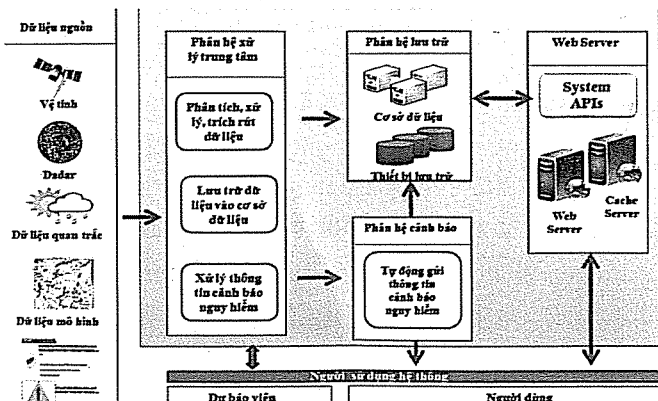 Dữ liệu nguồn
Vệ tinh
Dadar
Dữ liệu quan trắc
Dữ liệu mô hình
Phân hệ xử
lý trung tâm
Phân tích, xử
lý, trích rút
dữ liệu
Lưu trữ dữ
liệu vào cơ sở
dữ liệu
Xử lý thông
tin cảnh báo
nguy hiểm
Phân hệ lưu trữ
Cơ sở dữ liệu
Thiết bị lưu trữ
Phân hệ cảnh báo
Tự động gửi
thông tin
cảnh báo
nguy hiểm
Web Server
System
APIs
Web
Server
Cache
Server
Người sử dụng hệ thống
Dự báo viên
Người dùng